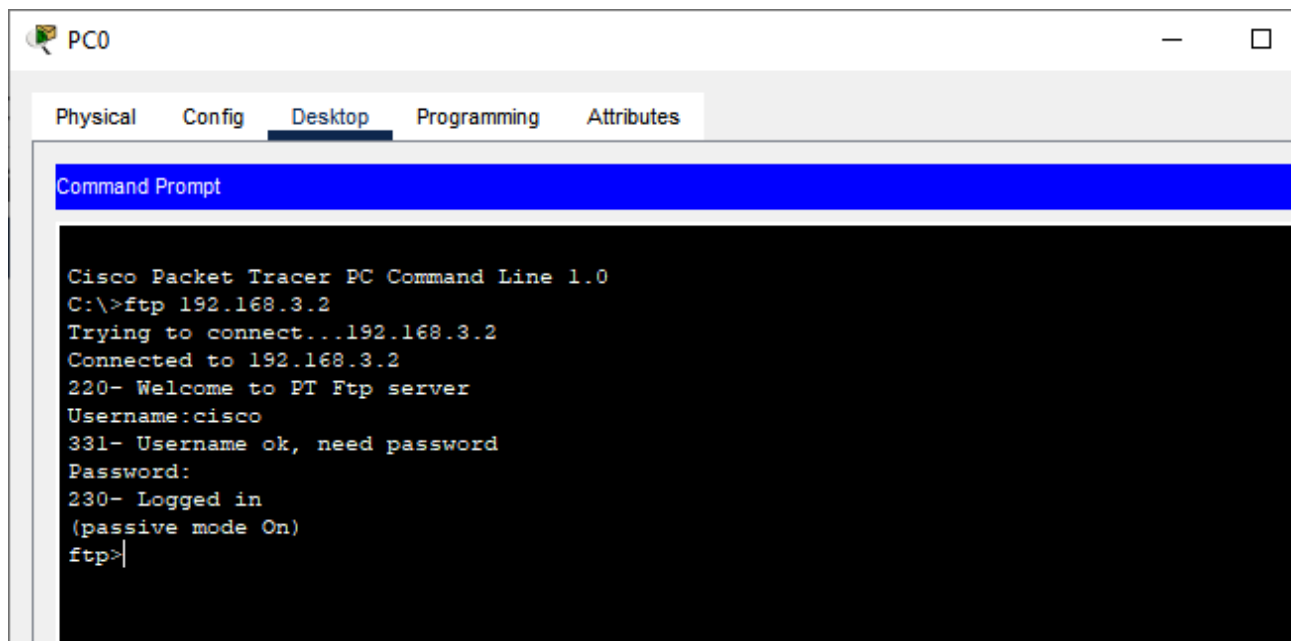 PC0
Physical Config Desktop Programming Attributes
Command Prompt
Cisco Packet Tracer PC Command Line 1.0
C:\>ftp 192.168.3.2
Trying to connect...192.168.3.2
Connected to 192.168.3.2
220- Welcome to PT Ftp server
Username:cisco
331- Username ok, need password
Password:
230- Logged in
(passive mode On)
ftp>